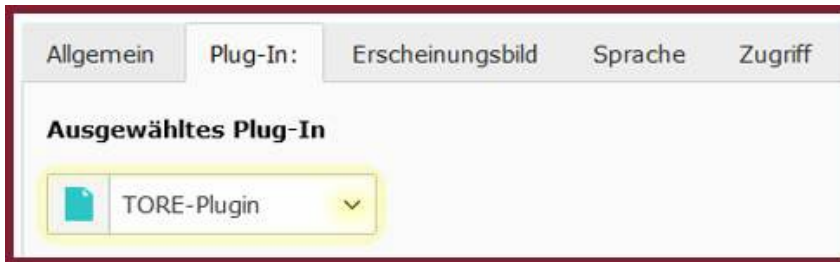 Allgemein Plug-In: Erscheinungsbild Sprache Zugriff
Ausgewähltes Plug-In
TORE-Plugin